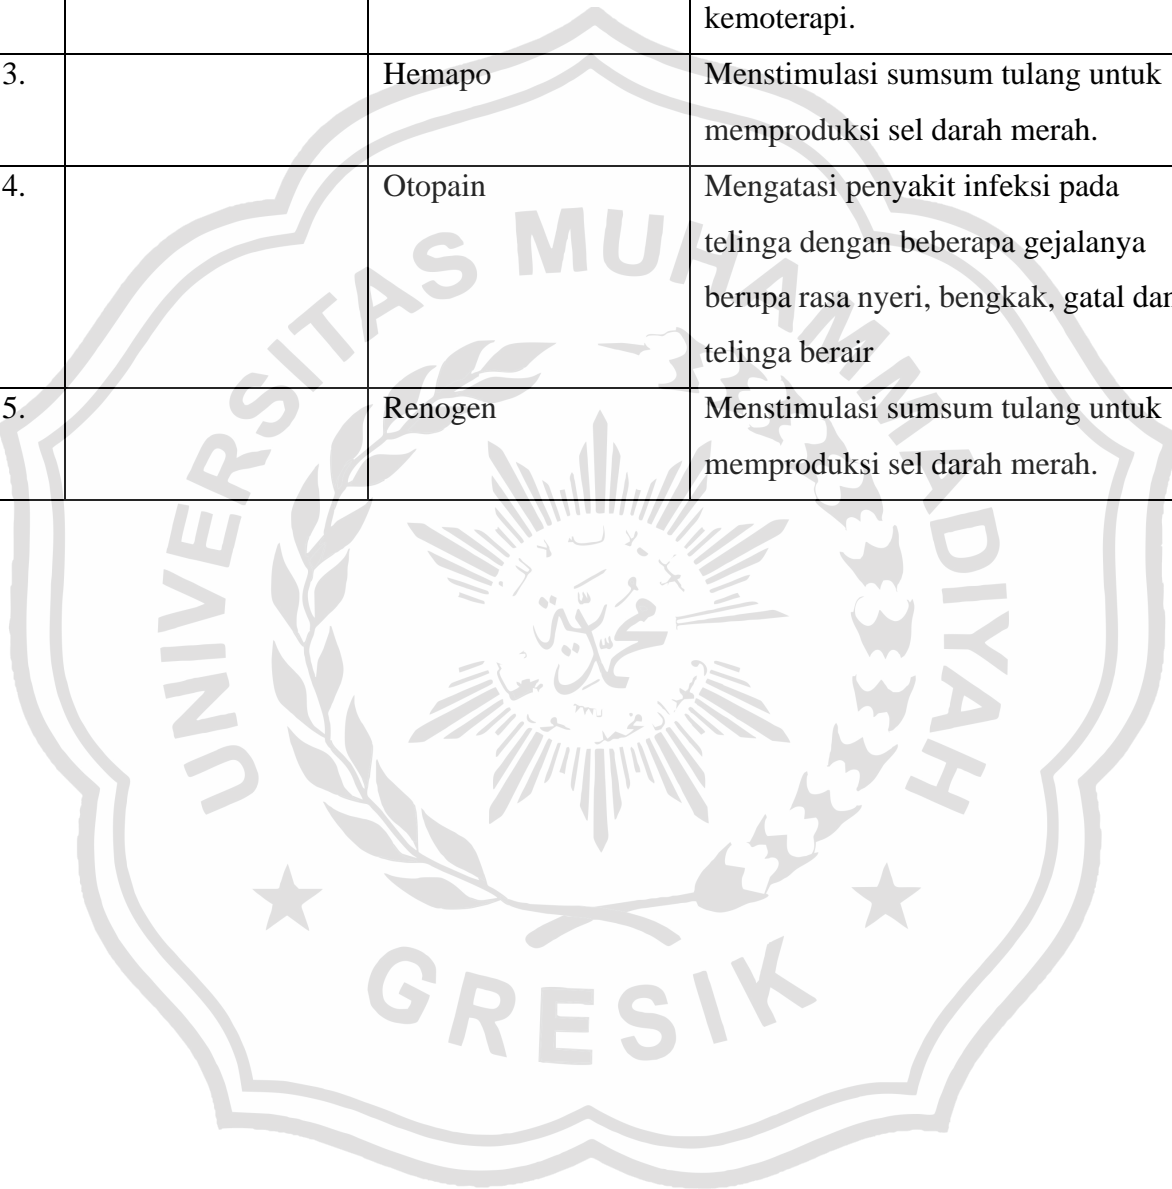 kemoterapi.
3. Hemapo Menstimulasi sumsum tulang untuk
memproduksi sel darah merah.
4. Otopain Mengatasi penyakit infeksi pada
telinga dengan beberapa gejalanya
berupa rasa nyeri, bengkak, gatal dan
telinga berair
5. Renogen Menstimulasi sumsum tulang untuk
memproduksi sel darah merah.
UNIVERSITAS MUHAMMADIYAH
GRESIK